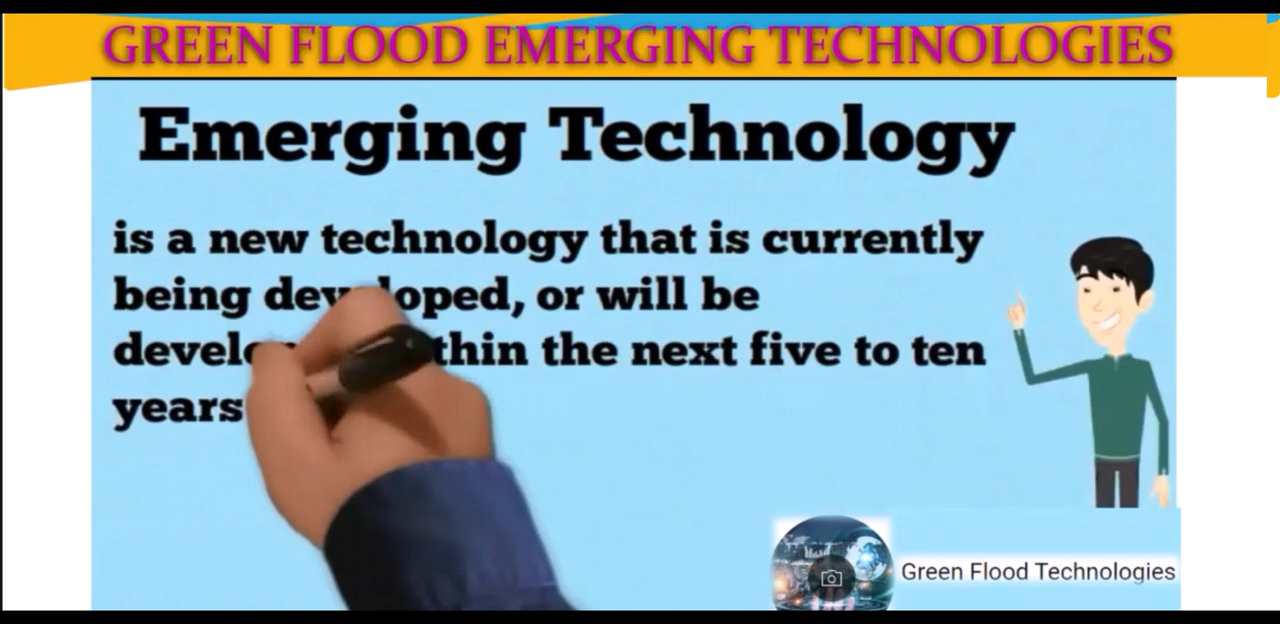 GREEN FLOOD EMERGING TECHNOLOGIES
Emerging Technology
is a new technology that is currently
being developed, or will be
the next five to ten
years
Green Flood Technologies